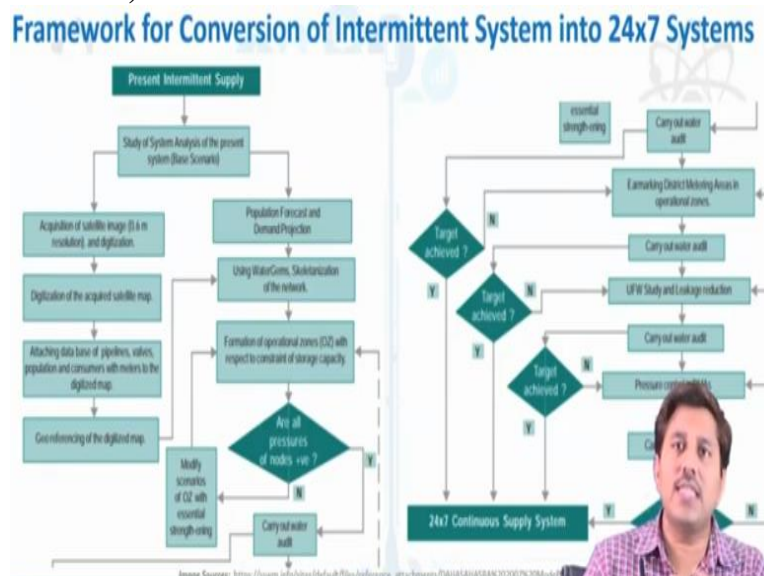 Framework for Conversion of Intermittent System into 24x7 Systems
Present Intermittent Supply
Study of System Analysis of the present
system (Base Scenario)
Acquisition of satellite image (0.6 m
resolution), and digitization.
Digitization of the acquired satellite map.
Attaching data base of pipelines, valves,
population and consumers with meters to the
digitized map.
Geo referencing of the digitized map.
Population Forecast and
Demand Projection
Using WaterGems, Skeletanization
of the network.
Formation of operational zones (OZ) with
respect to constraint of storage capacity.
Are all
pressures
of nodes +ve ?
Y
N
Modify
scenarios
of OZ with
essential
strength-ering
Carry out water
audit
essential
strength-ering
Carry out water
audit
Earmarking District Metering Areas in
operational zones.
Target
achieved ?
N
Y
Carry out water audit
Target
achieved ?
N
Y
UFW Study and Leakage reduction
Carry out water audit
Target
achieved ?
N
Y
Pressure
Y
N
24x7 Continuous Supply System